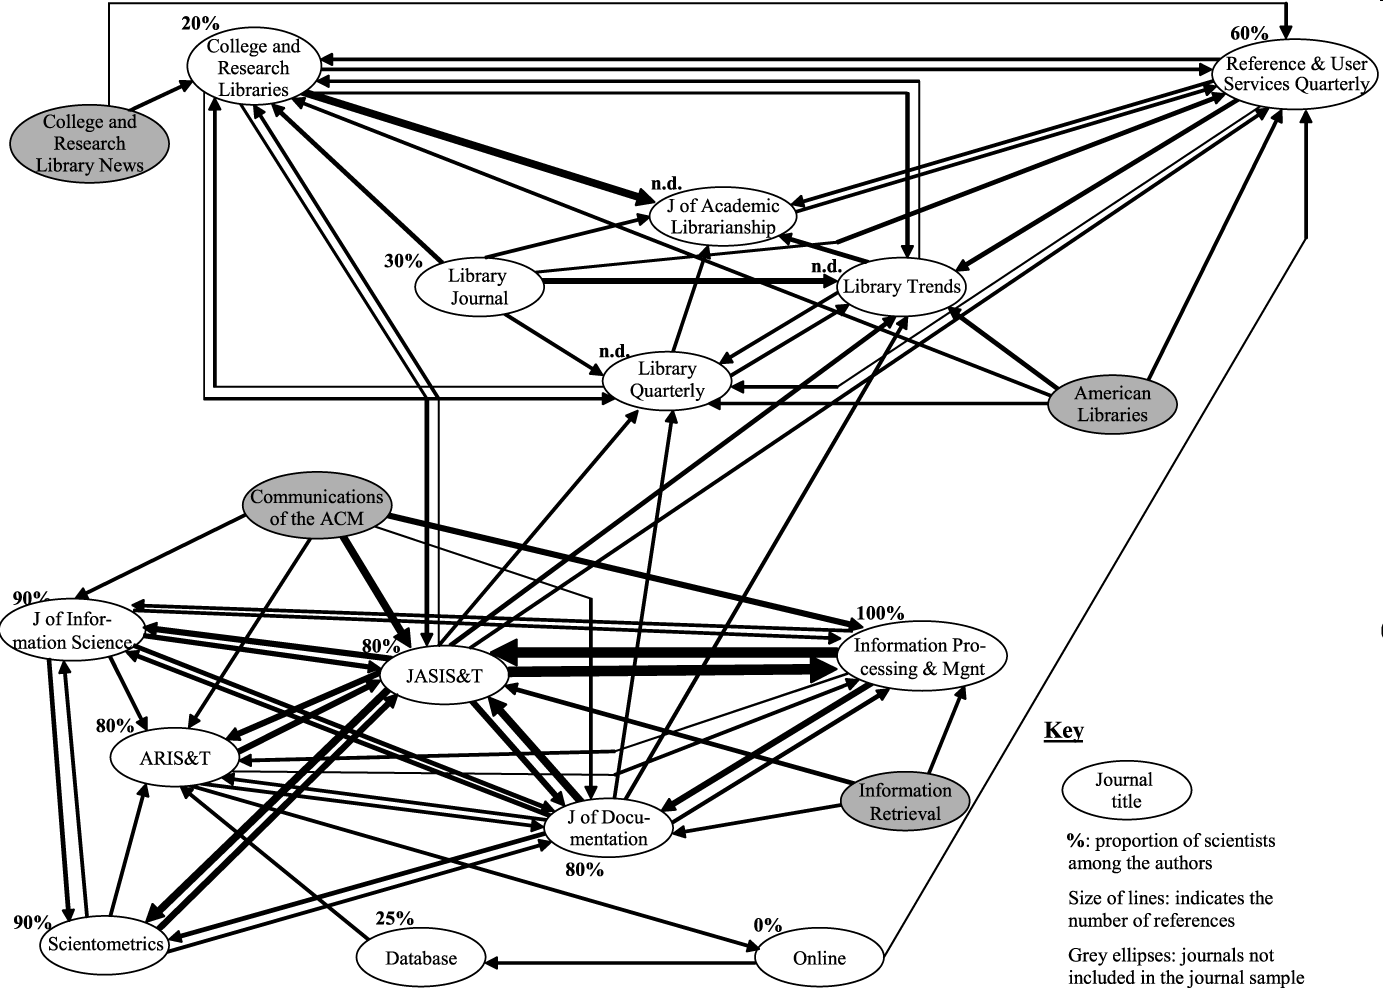 20%
College and
Research
Libraries
60%
Reference & User
Services Quarterly
College and
Research
Library News
n.d.
J of Academic
Librarianship
30%
Library
Journal
n.d.
Library Trends
n.d.
Library
Quarterly
American
Libraries
Communications
of the ACM
90%
J of Infor-
mation Science
80%
JASIS&T
100%
Information Pro-
cessing & Mgnt
80%
ARIS&T
Information
Retrieval
J of Docu-
mentation
80%
90%
Scientometrics
25%
Database
0%
Online
Key
Journal
title
%: proportion of scientists
among the authors
Size of lines: indicates the
number of references
Grey ellipses: journals not
included in the journal sample